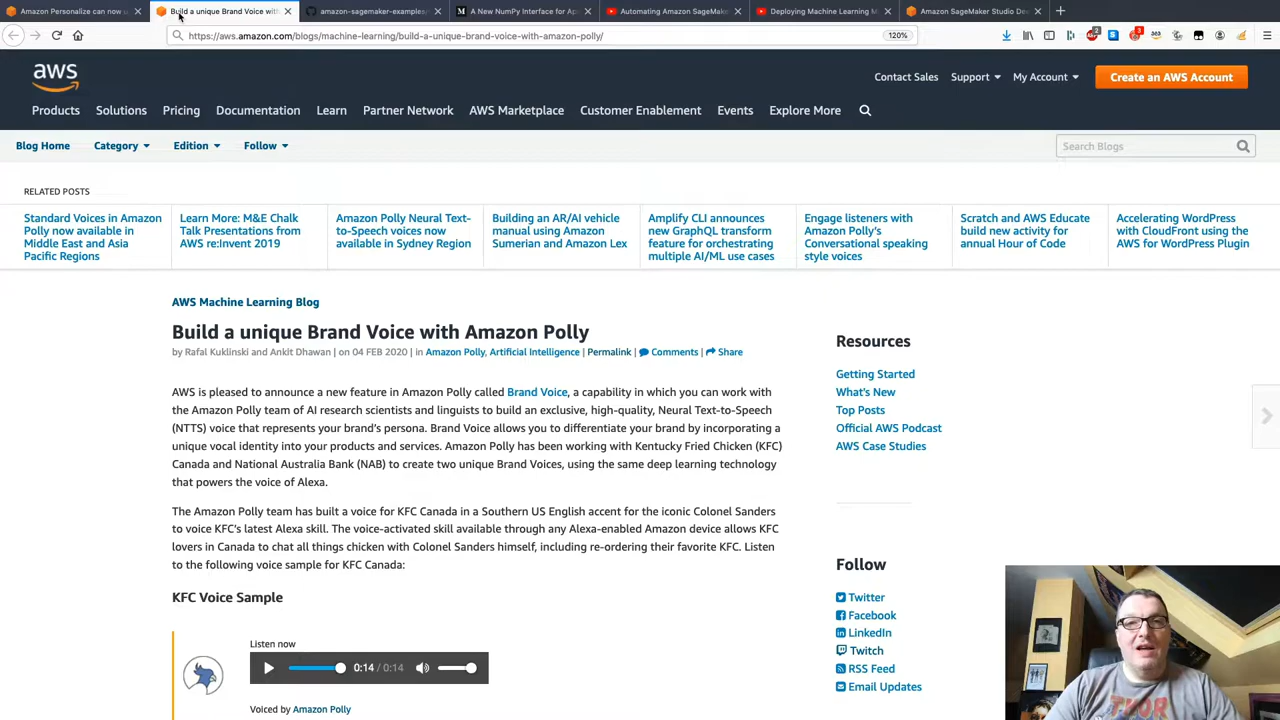 Amazon Personalize can now u
Build a unique Brand Voice with
amazon-sagemaker-examples/
A New NumPy Interface for Ap
Automating Amazon SageMaker
Deploying Machine Learning M
Amazon SageMaker Studio De
https://aws.amazon.com/blogs/machine-learning/build-a-unique-brand-voice-with-amazon-polly/
120%
aws
Contact Sales
Support
My Account
Create an AWS Account
Products
Solutions
Pricing
Documentation
Learn
Partner Network
AWS Marketplace
Customer Enablement
Events
Explore More
Blog Home
Category
Edition
Follow
Search Blogs
RELATED POSTS
Standard Voices in Amazon
Polly now available in
Middle East and Asia
Pacific Regions
Learn More: M&E Chalk
Talk Presentations from
AWS re:Invent 2019
Amazon Polly Neural Text-
to-Speech voices now
available in Sydney Region
Building an AR/AI vehicle
manual using Amazon
Sumerian and Amazon Lex
Amplify CLI announces
new GraphQL transform
feature for orchestrating
multiple AI/ML use cases
Engage listeners with
Amazon Polly's
Conversational speaking
style voices
Scratch and AWS Educate
build new activity for
annual Hour of Code
Accelerating WordPress
with CloudFront using the
AWS for WordPress Plugin
AWS Machine Learning Blog
Build a unique Brand Voice with Amazon Polly
by Rafal Kuklinski and Ankit Dhawan | on 04 FEB 2020 | in Amazon Polly, Artificial Intelligence | Permalink | Comments | Share
AWS is pleased to announce a new feature in Amazon Polly called Brand Voice, a capability in which you can work with
the Amazon Polly team of AI research scientists and linguists to build an exclusive, high-quality, Neural Text-to-Speech
(NTTS) voice that represents your brand's persona. Brand Voice allows you to differentiate your brand by incorporating a
unique vocal identity into your products and services. Amazon Polly has been working with Kentucky Fried Chicken (KFC)
Canada and National Australia Bank (NAB) to create two unique Brand Voices, using the same deep learning technology
that powers the voice of Alexa.
The Amazon Polly team has built a voice for KFC Canada in a Southern US English accent for the iconic Colonel Sanders
to voice KFC's latest Alexa skill. The voice-activated skill available through any Alexa-enabled Amazon device allows KFC
lovers in Canada to chat all things chicken with Colonel Sanders himself, including re-ordering their favorite KFC. Listen
to the following voice sample for KFC Canada:
KFC Voice Sample
Listen now
0:14 / 0:14
Voiced by Amazon Polly
Resources
Getting Started
What's New
Top Posts
Official AWS Podcast
AWS Case Studies
Follow
Twitter
Facebook
LinkedIn
Twitch
RSS Feed
Email Updates
THOR